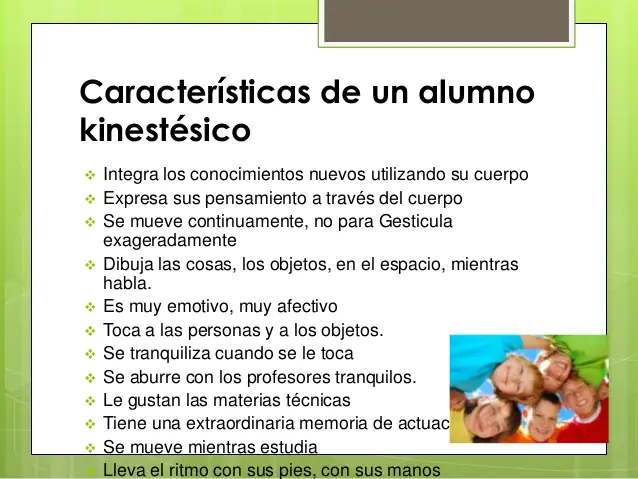 Características de un alumno
kinestésico
Integra los conocimientos nuevos utilizando su cuerpo
Expresa sus pensamiento a través del cuerpo
Se mueve continuamente, no para Gesticula
exageradamente
Dibuja las cosas, los objetos, en el espacio, mientras
habla.
Es muy emotivo, muy afectivo
Toca a las personas y a los objetos.
Se tranquiliza cuando se le toca
Se aburre con los profesores tranquilos.
Le gustan las materias técnicas
Tiene una extraordinaria memoria de actuac
Se mueve mientras estudia
Lleva el ritmo con sus pies, con sus manos